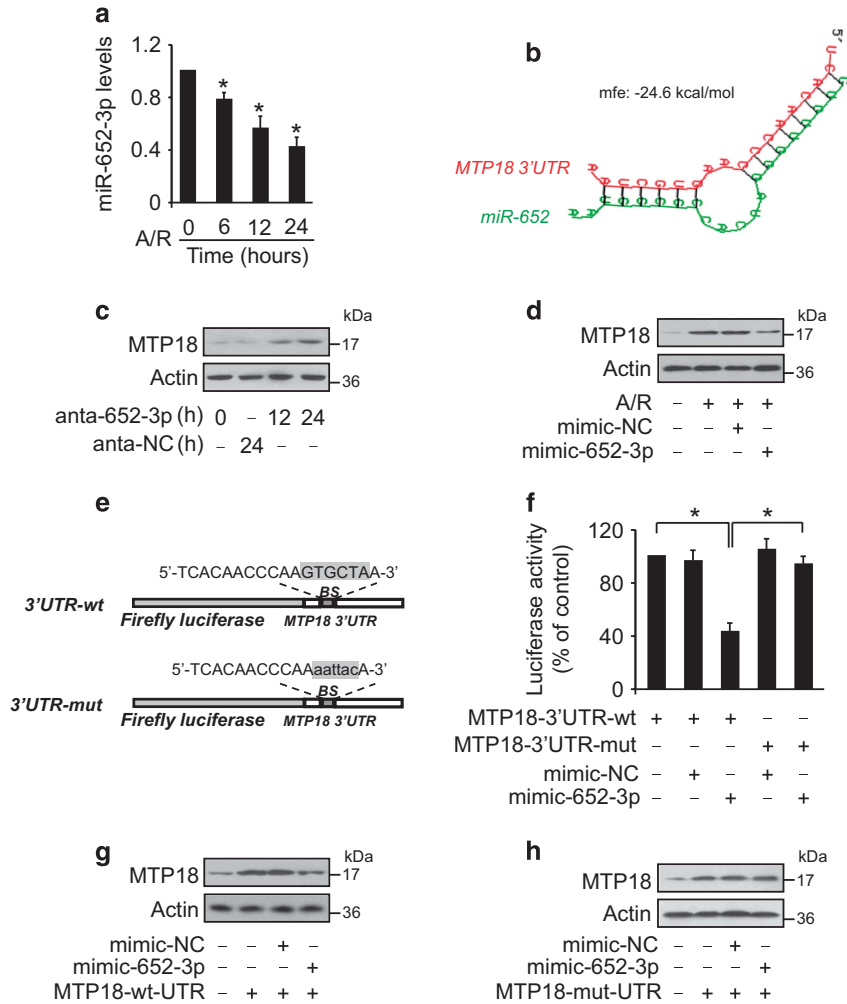 a
1.2
0.8
0.4
0
miR-652-3p levels
* * *
A/R 0 6 12 24
Time (hours)
b
mfe: -24.6 kcal/mol
MTP18 3'UTR
miR-652
5'
c
kDa
MTP18 17
Actin 36
anta-652-3p (h) 0 – 12 24
anta-NC (h) – 24 – –
d
kDa
MTP18 17
Actin 36
A/R – + + +
mimic-NC – – + –
mimic-652-3p – – – +
e
5'-TCACAACCCAAGTGCTAA-3'
BS
3'UTR-wt
Firefly luciferase MTP18 3'UTR
5'-TCACAACCCAAaattacA-3'
BS
3'UTR-mut
Firefly luciferase MTP18 3'UTR
f
Luciferase activity
(% of control)
120
80
40
0
* *
MTP18-3'UTR-wt + + + – –
MTP18-3'UTR-mut – – – + +
mimic-NC – + – + –
mimic-652-3p – – + – +
g
kDa
MTP18 17
Actin 36
mimic-NC – – + –
mimic-652-3p – – – +
MTP18-wt-UTR – + + +
h
kDa
MTP18 17
Actin 36
mimic-NC – – + –
mimic-652-3p – – – +
MTP18-mut-UTR – + + +